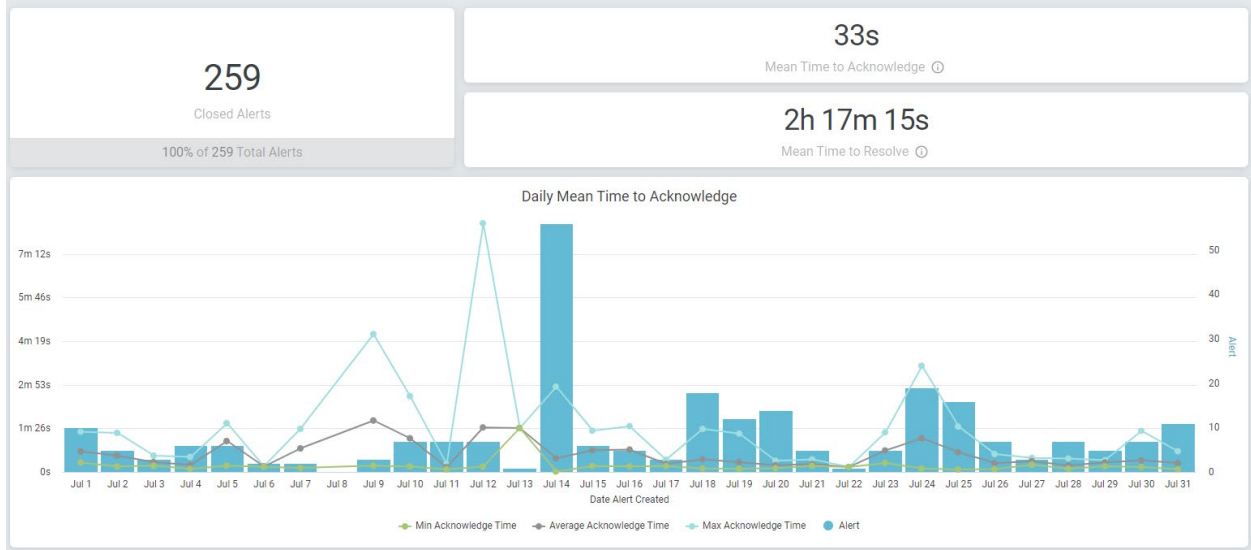 259
Closed Alerts
100% of 259 Total Alerts
33s
Mean Time to Acknowledge
2h 17m 15s
Mean Time to Resolve
Daily Mean Time to Acknowledge
7m 12s
5m 46s
4m 19s
2m 53s
1m 26s
0s
50
40
30
20
10
0
Alert
Jul 1 Jul 2 Jul 3 Jul 4 Jul 5 Jul 6 Jul 7 Jul 8 Jul 9 Jul 10 Jul 11 Jul 12 Jul 13 Jul 14 Jul 15 Jul 16 Jul 17 Jul 18 Jul 19 Jul 20 Jul 21 Jul 22 Jul 23 Jul 24 Jul 25 Jul 26 Jul 27 Jul 28 Jul 29 Jul 30 Jul 31
Date Alert Created
Min Acknowledge Time Average Acknowledge Time Max Acknowledge Time Alert